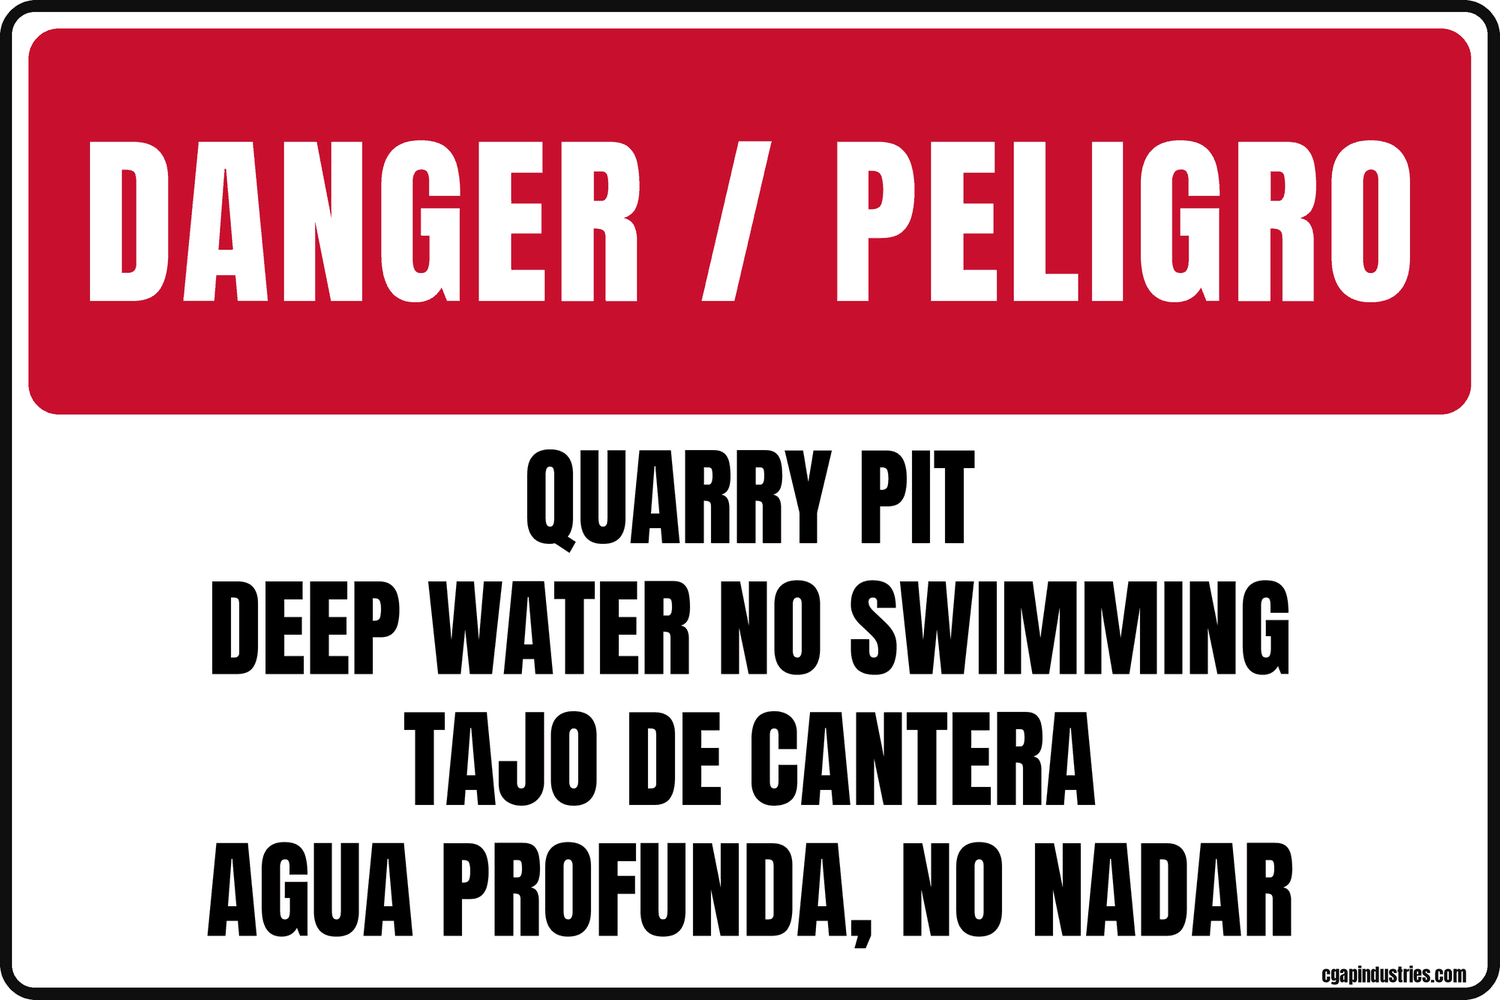 DANGER / PELIGRO
QUARRY PIT
DEEP WATER NO SWIMMING
TAJO DE CANTERA
AGUA PROFUNDA, NO NADAR
cgapindustries.com